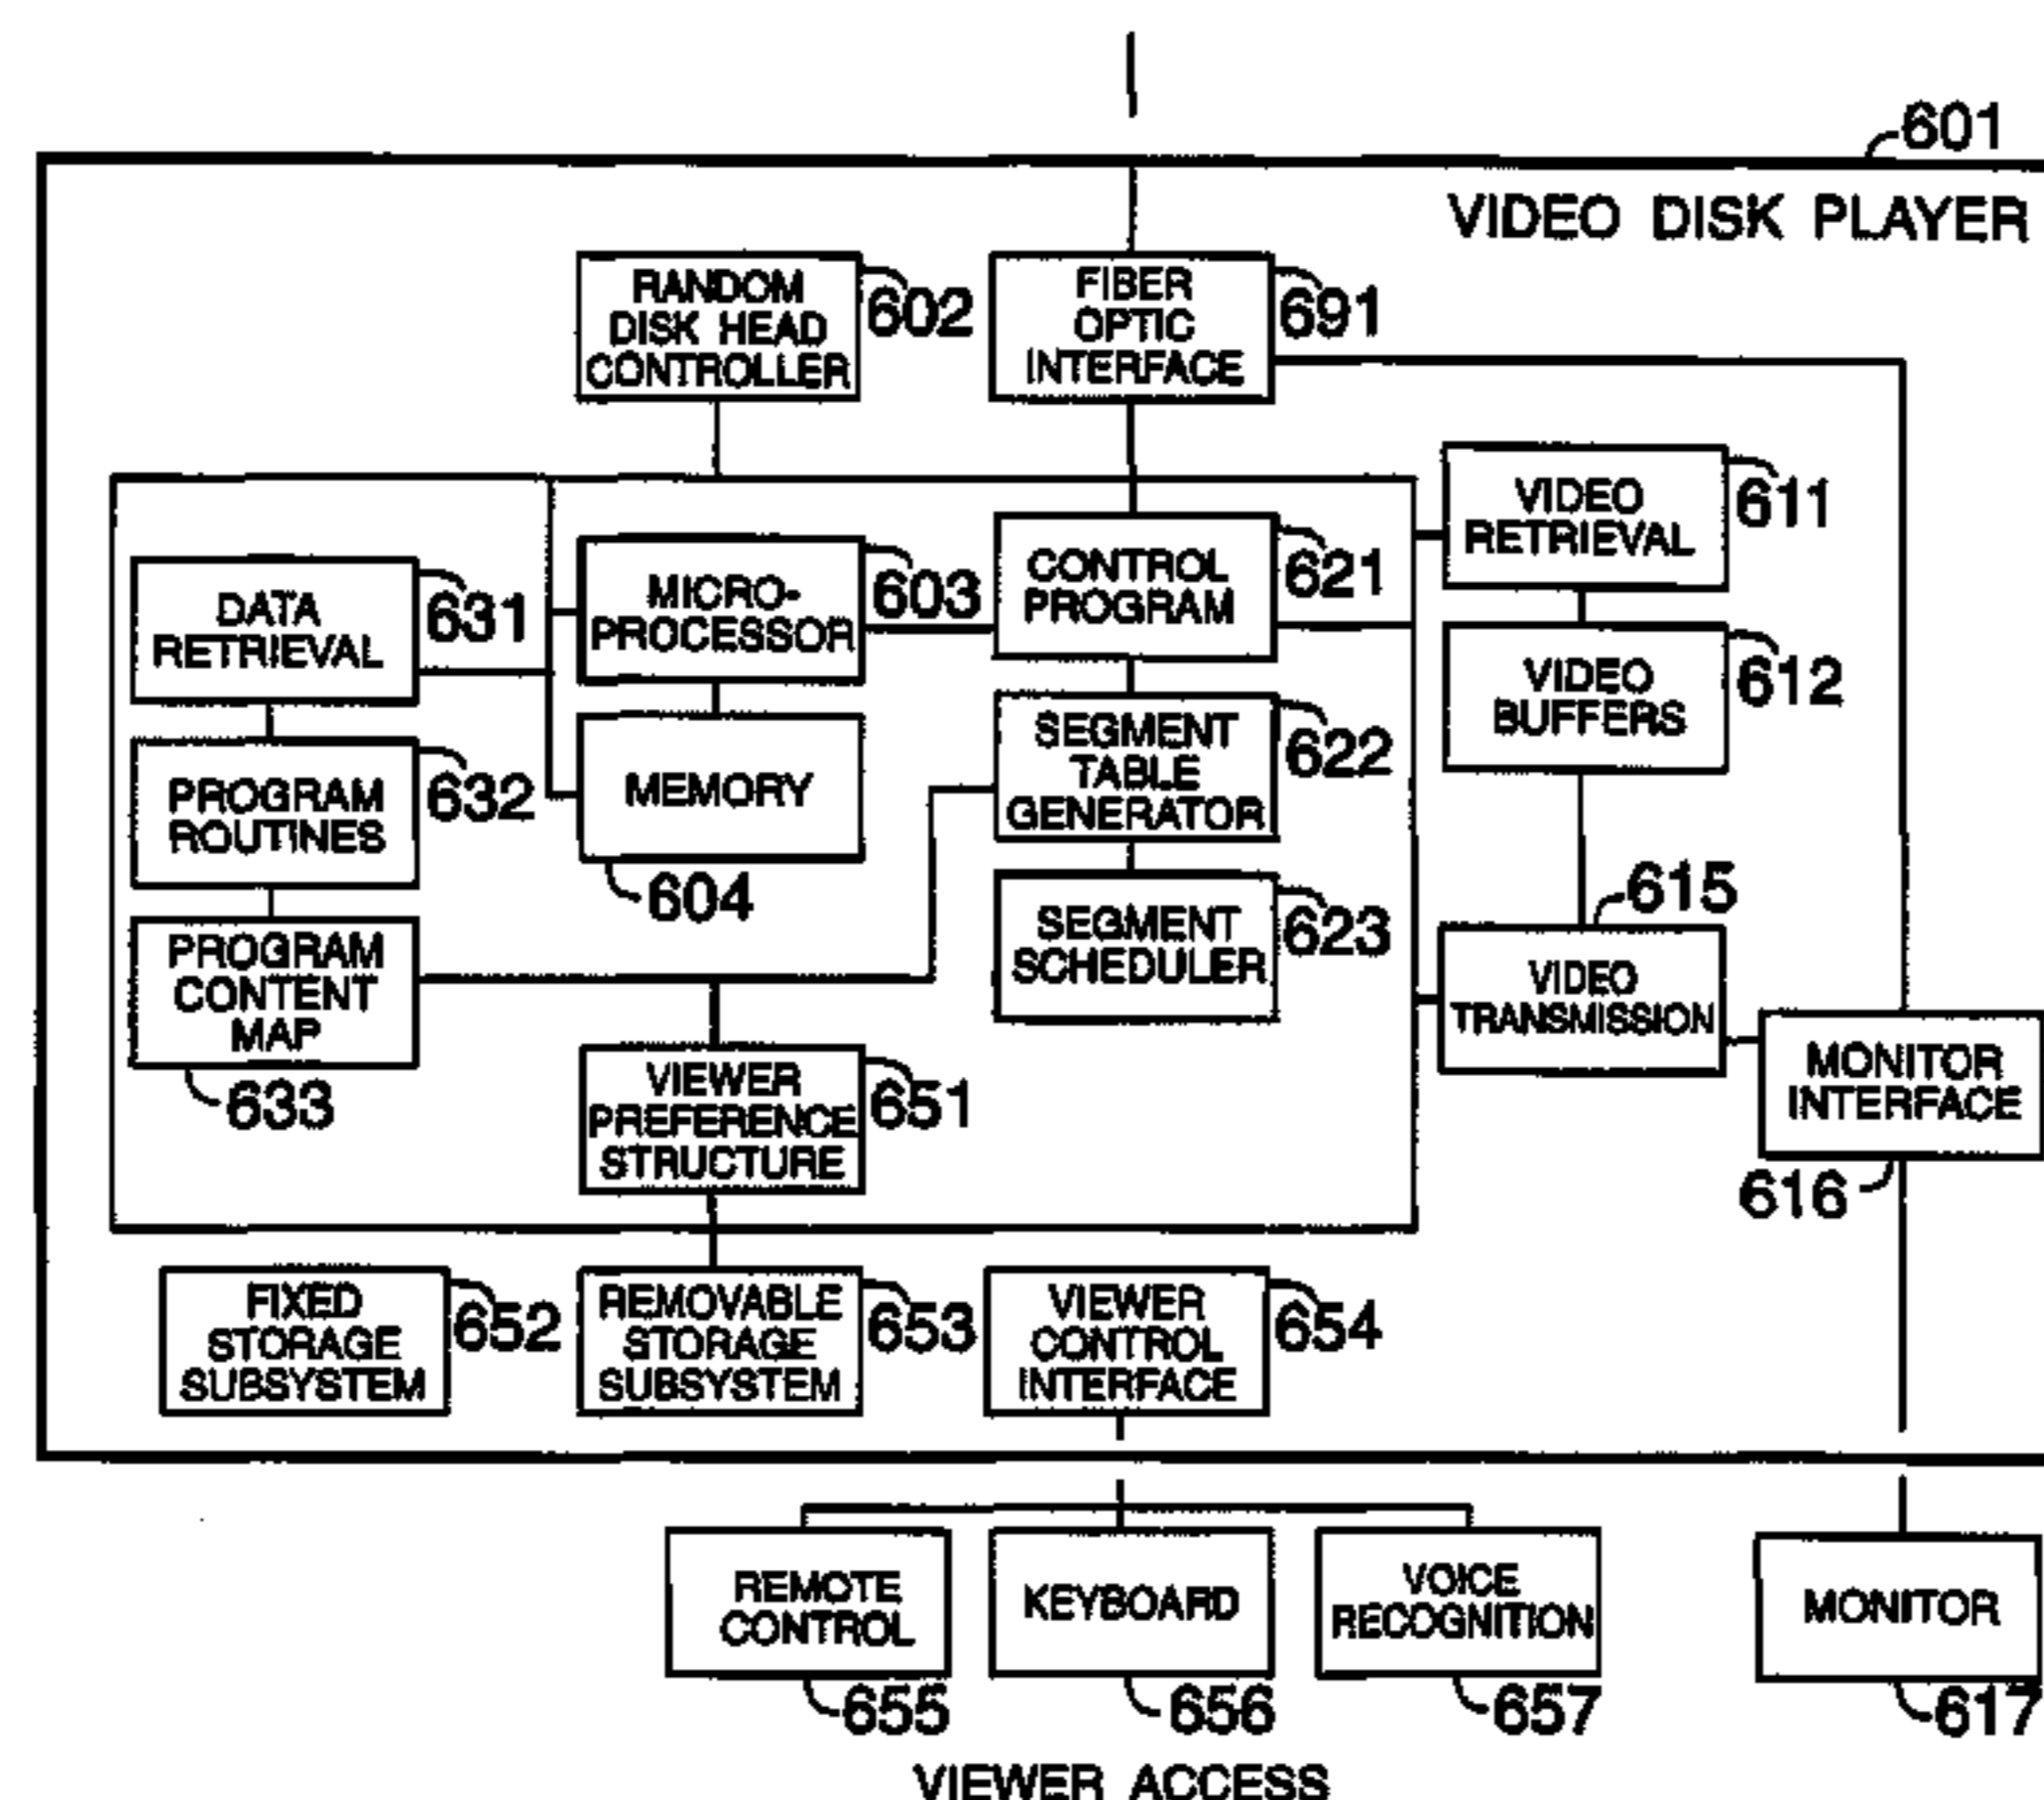 601
VIDEO DISK PLAYER
RANDOM
DISK HEAD
CONTROLLER
602
FIBER
OPTIC
INTERFACE
691
VIDEO
RETRIEVAL
611
DATA
RETRIEVAL
631
MICRO-
PROCESSOR
603
CONTROL
PROGRAM
621
VIDEO
BUFFERS
612
PROGRAM
ROUTINES
632
MEMORY
604
SEGMENT
TABLE
GENERATOR
622
PROGRAM
CONTENT
MAP
633
SEGMENT
SCHEDULER
623
615
VIDEO
TRANSMISSION
MONITOR
INTERFACE
616
VIEWER
PREFERENCE
STRUCTURE
651
FIXED
STORAGE
SUBSYSTEM
652
REMOVABLE
STORAGE
SUBSYSTEM
653
VIEWER
CONTROL
INTERFACE
654
REMOTE
CONTROL
655
KEYBOARD
656
VOICE
RECOGNITION
657
MONITOR
617
VIEWER ACCESS